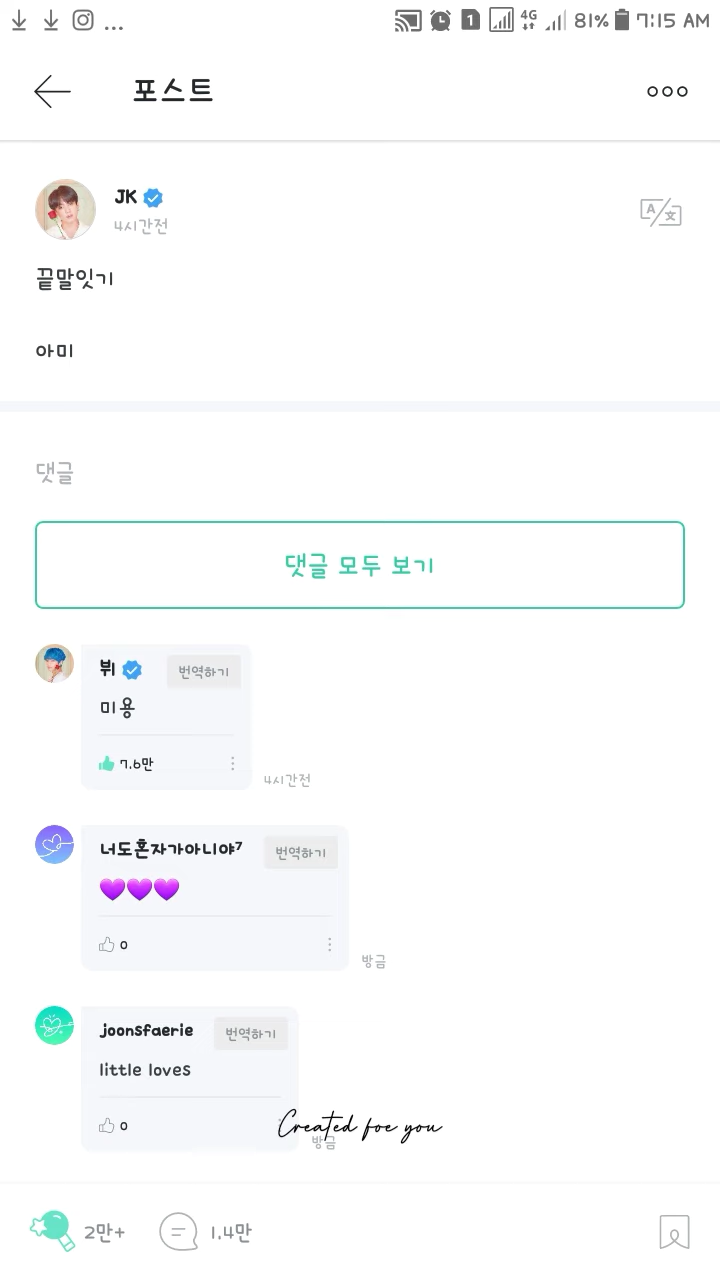 ...
1
4G
81%
7:15 AM
포스트
JK
4시간전
A
文
끝말잇기
아미
댓글
댓글 모두 보기
뷔
번역하기
미용
7.6만
4시간전
너도혼자가아니야⁷
번역하기
💜💜💜
0
방금
joonsfaerie
번역하기
little loves
0
방금
Created foe you
2만+
1.4만